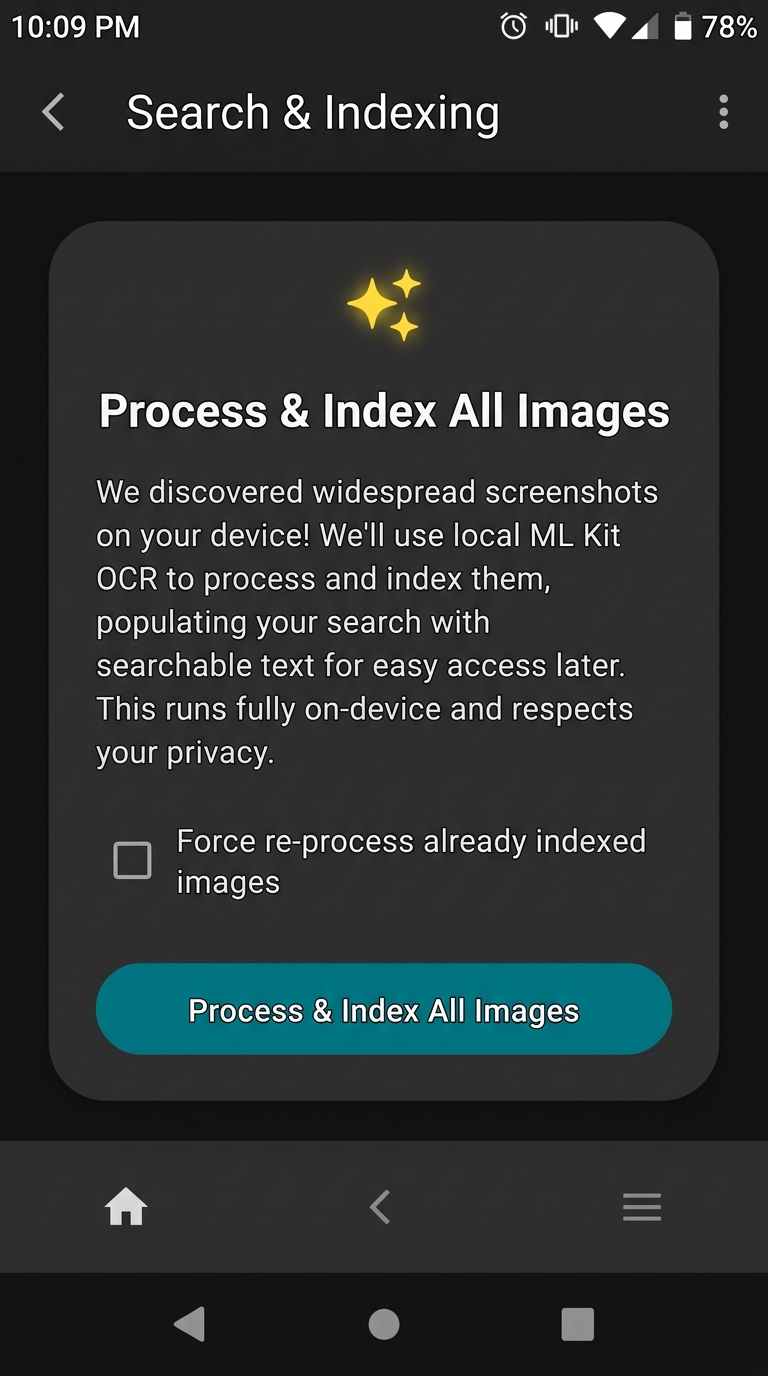 10:09 PM 78%
Search & Indexing
Process & Index All Images
We discovered widespread screenshots
on your device! We'll use local ML Kit
OCR to process and index them,
populating your search with
searchable text for easy access later.
This runs fully on-device and respects
your privacy.
Force re-process already indexed
images
Process & Index All Images